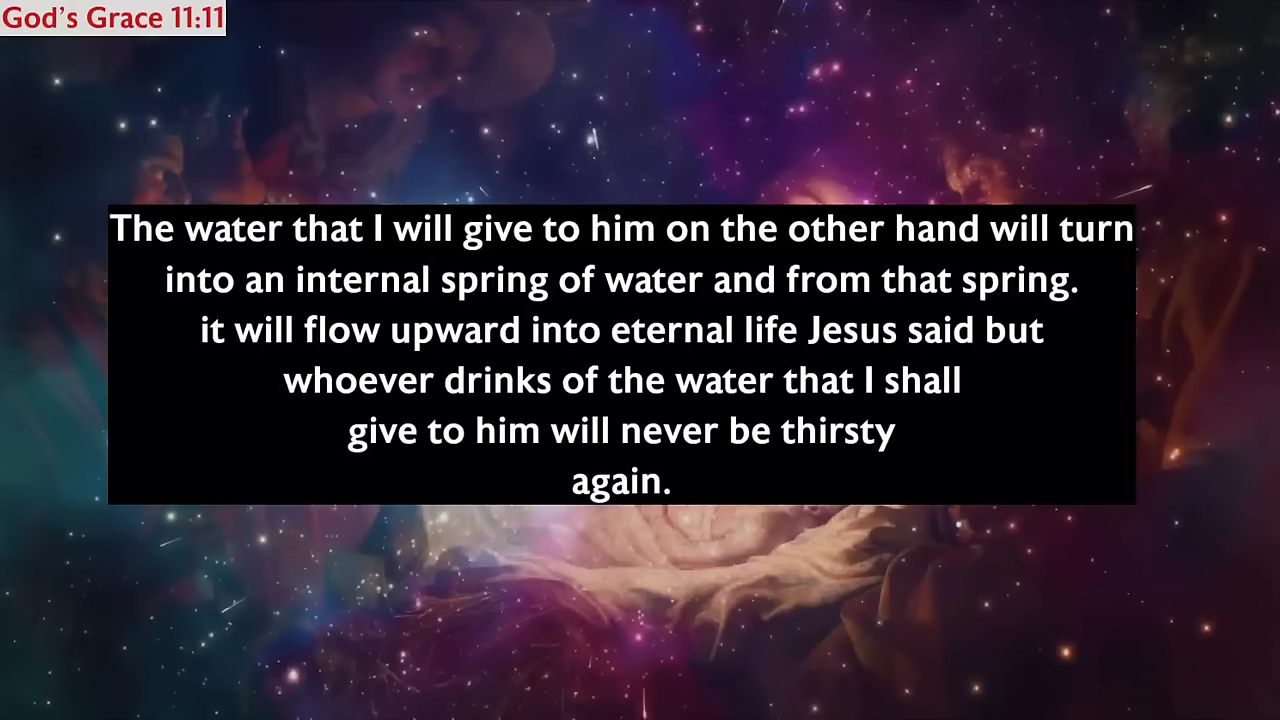 God's Grace 11:11
The water that I will give to him on the other hand will turn
into an internal spring of water and from that spring.
it will flow upward into eternal life Jesus said but
whoever drinks of the water that I shall
give to him will never be thirsty
again.